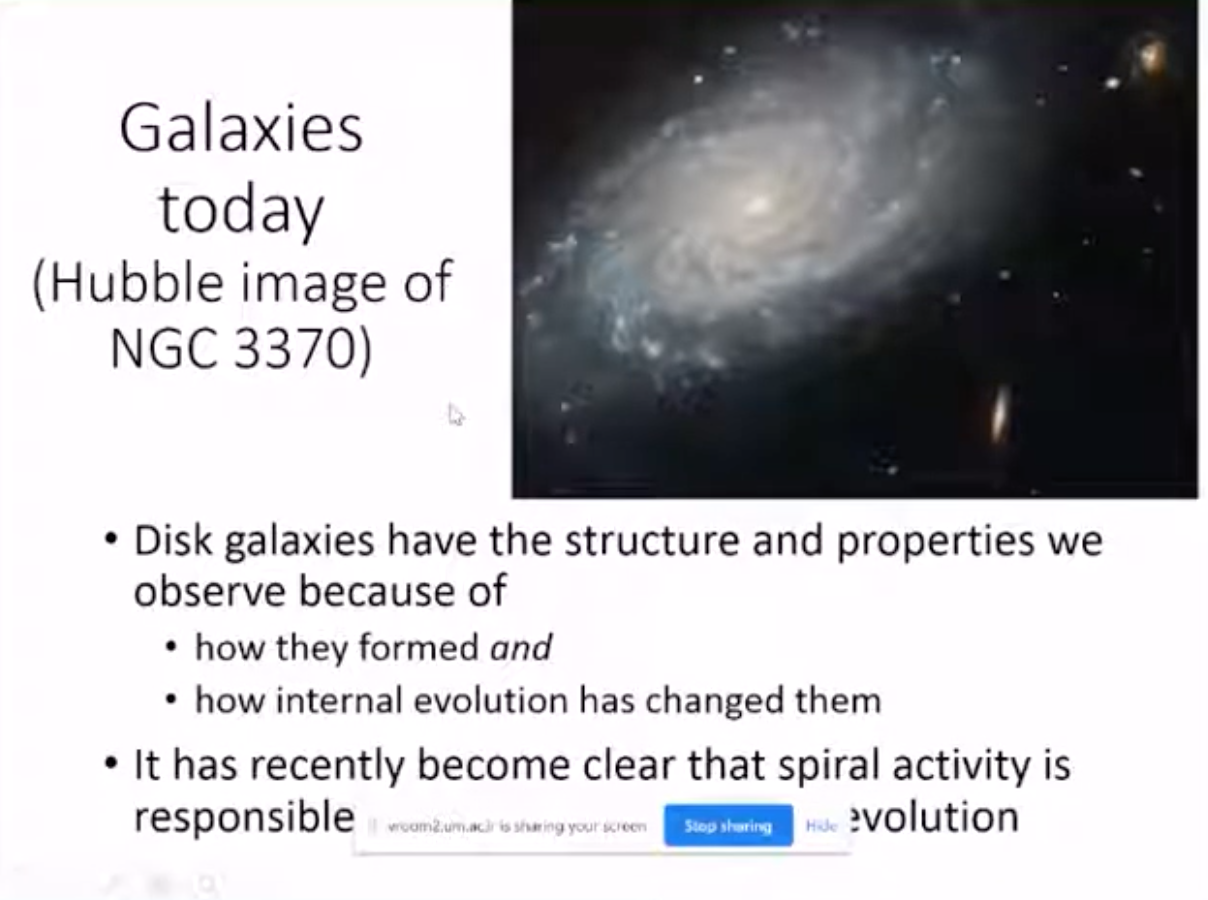 Galaxies
today
(Hubble image of
NGC 3370)
• Disk galaxies have the structure and properties we
observe because of
• how they formed and
• how internal evolution has changed them
• It has recently become clear that spiral activity is
responsible evolution
vroom2.um.ac.ir is sharing your screen Stop sharing Hide